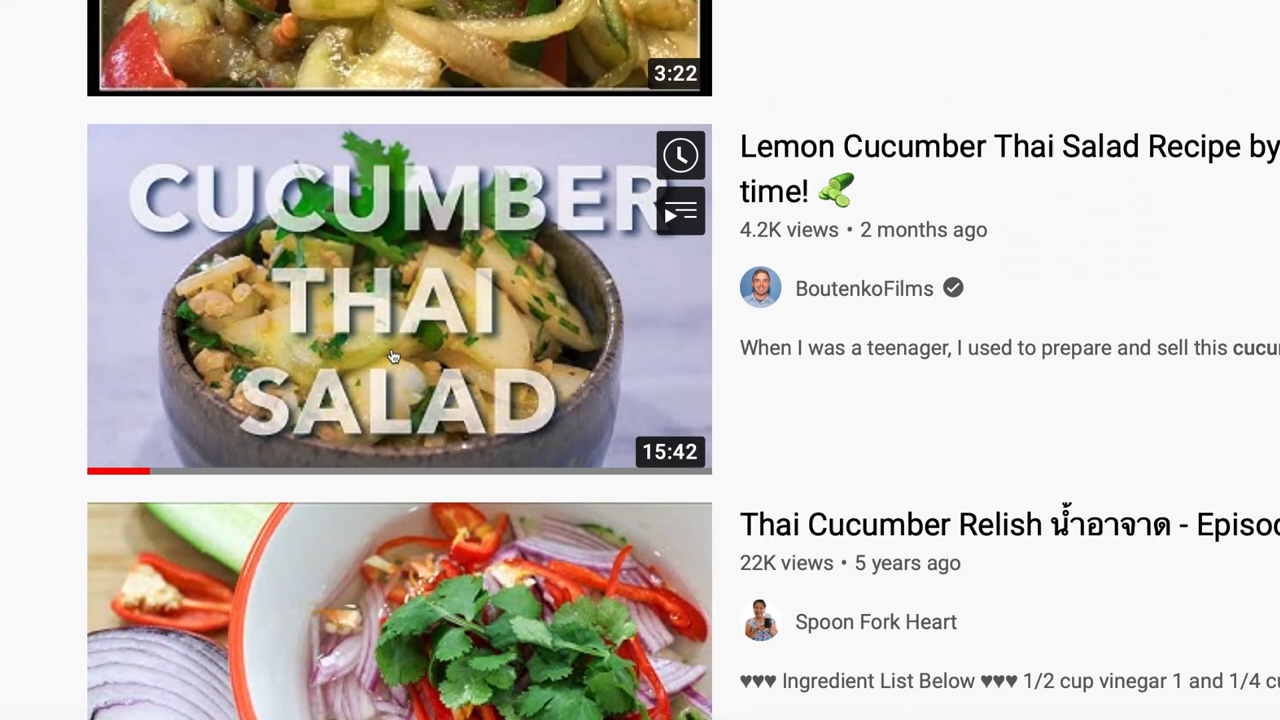 3:22
CUCUMBER
THAI
SALAD
15:42
Lemon Cucumber Thai Salad Recipe by
time! 🥒
4.2K views • 2 months ago
BoutenkoFilms
When I was a teenager, I used to prepare and sell this
Thai Cucumber Relish น้ำอาจาด -
22K views • 5 years ago
Spoon Fork Heart
♥♥♥ Ingredient List Below ♥♥♥ 1/2 cup vinegar 1 and 1/4